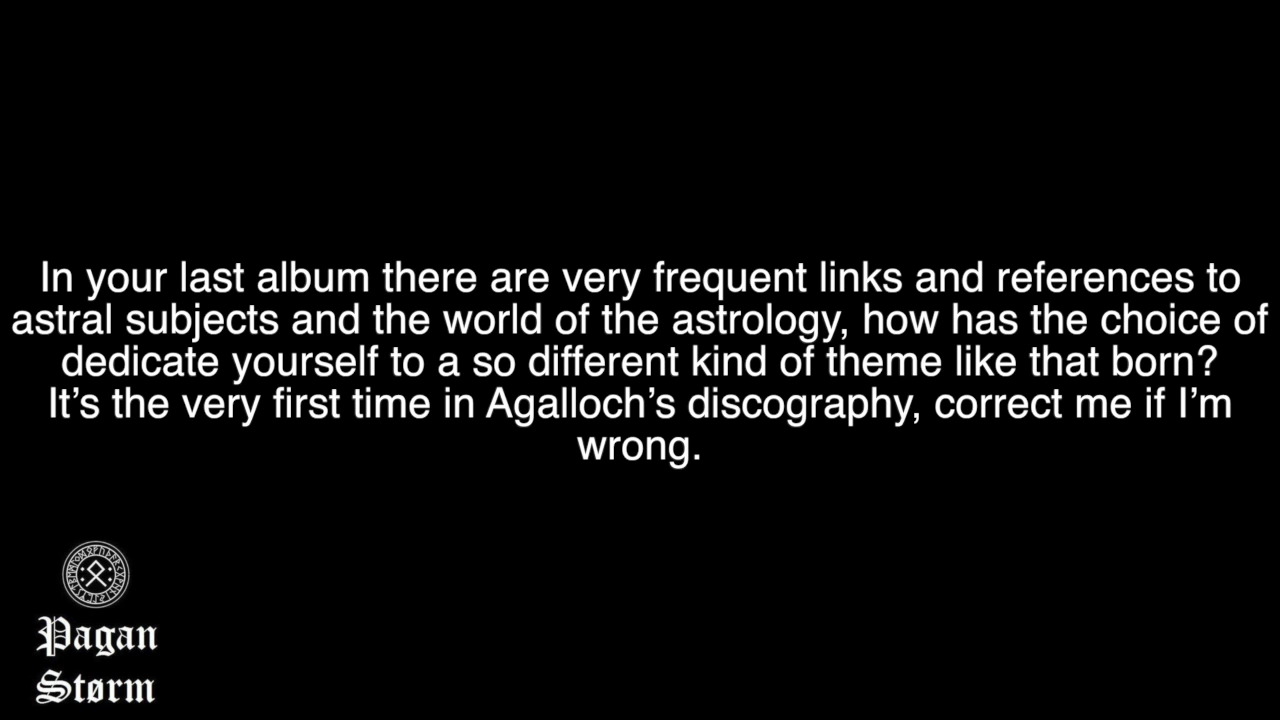 In your last album there are very frequent links and references to
astral subjects and the world of the astrology, how has the choice of
dedicate yourself to a so different kind of theme like that born?
It’s the very first time in Agalloch’s discography, correct me if I’m
wrong.
Pagan
Størm